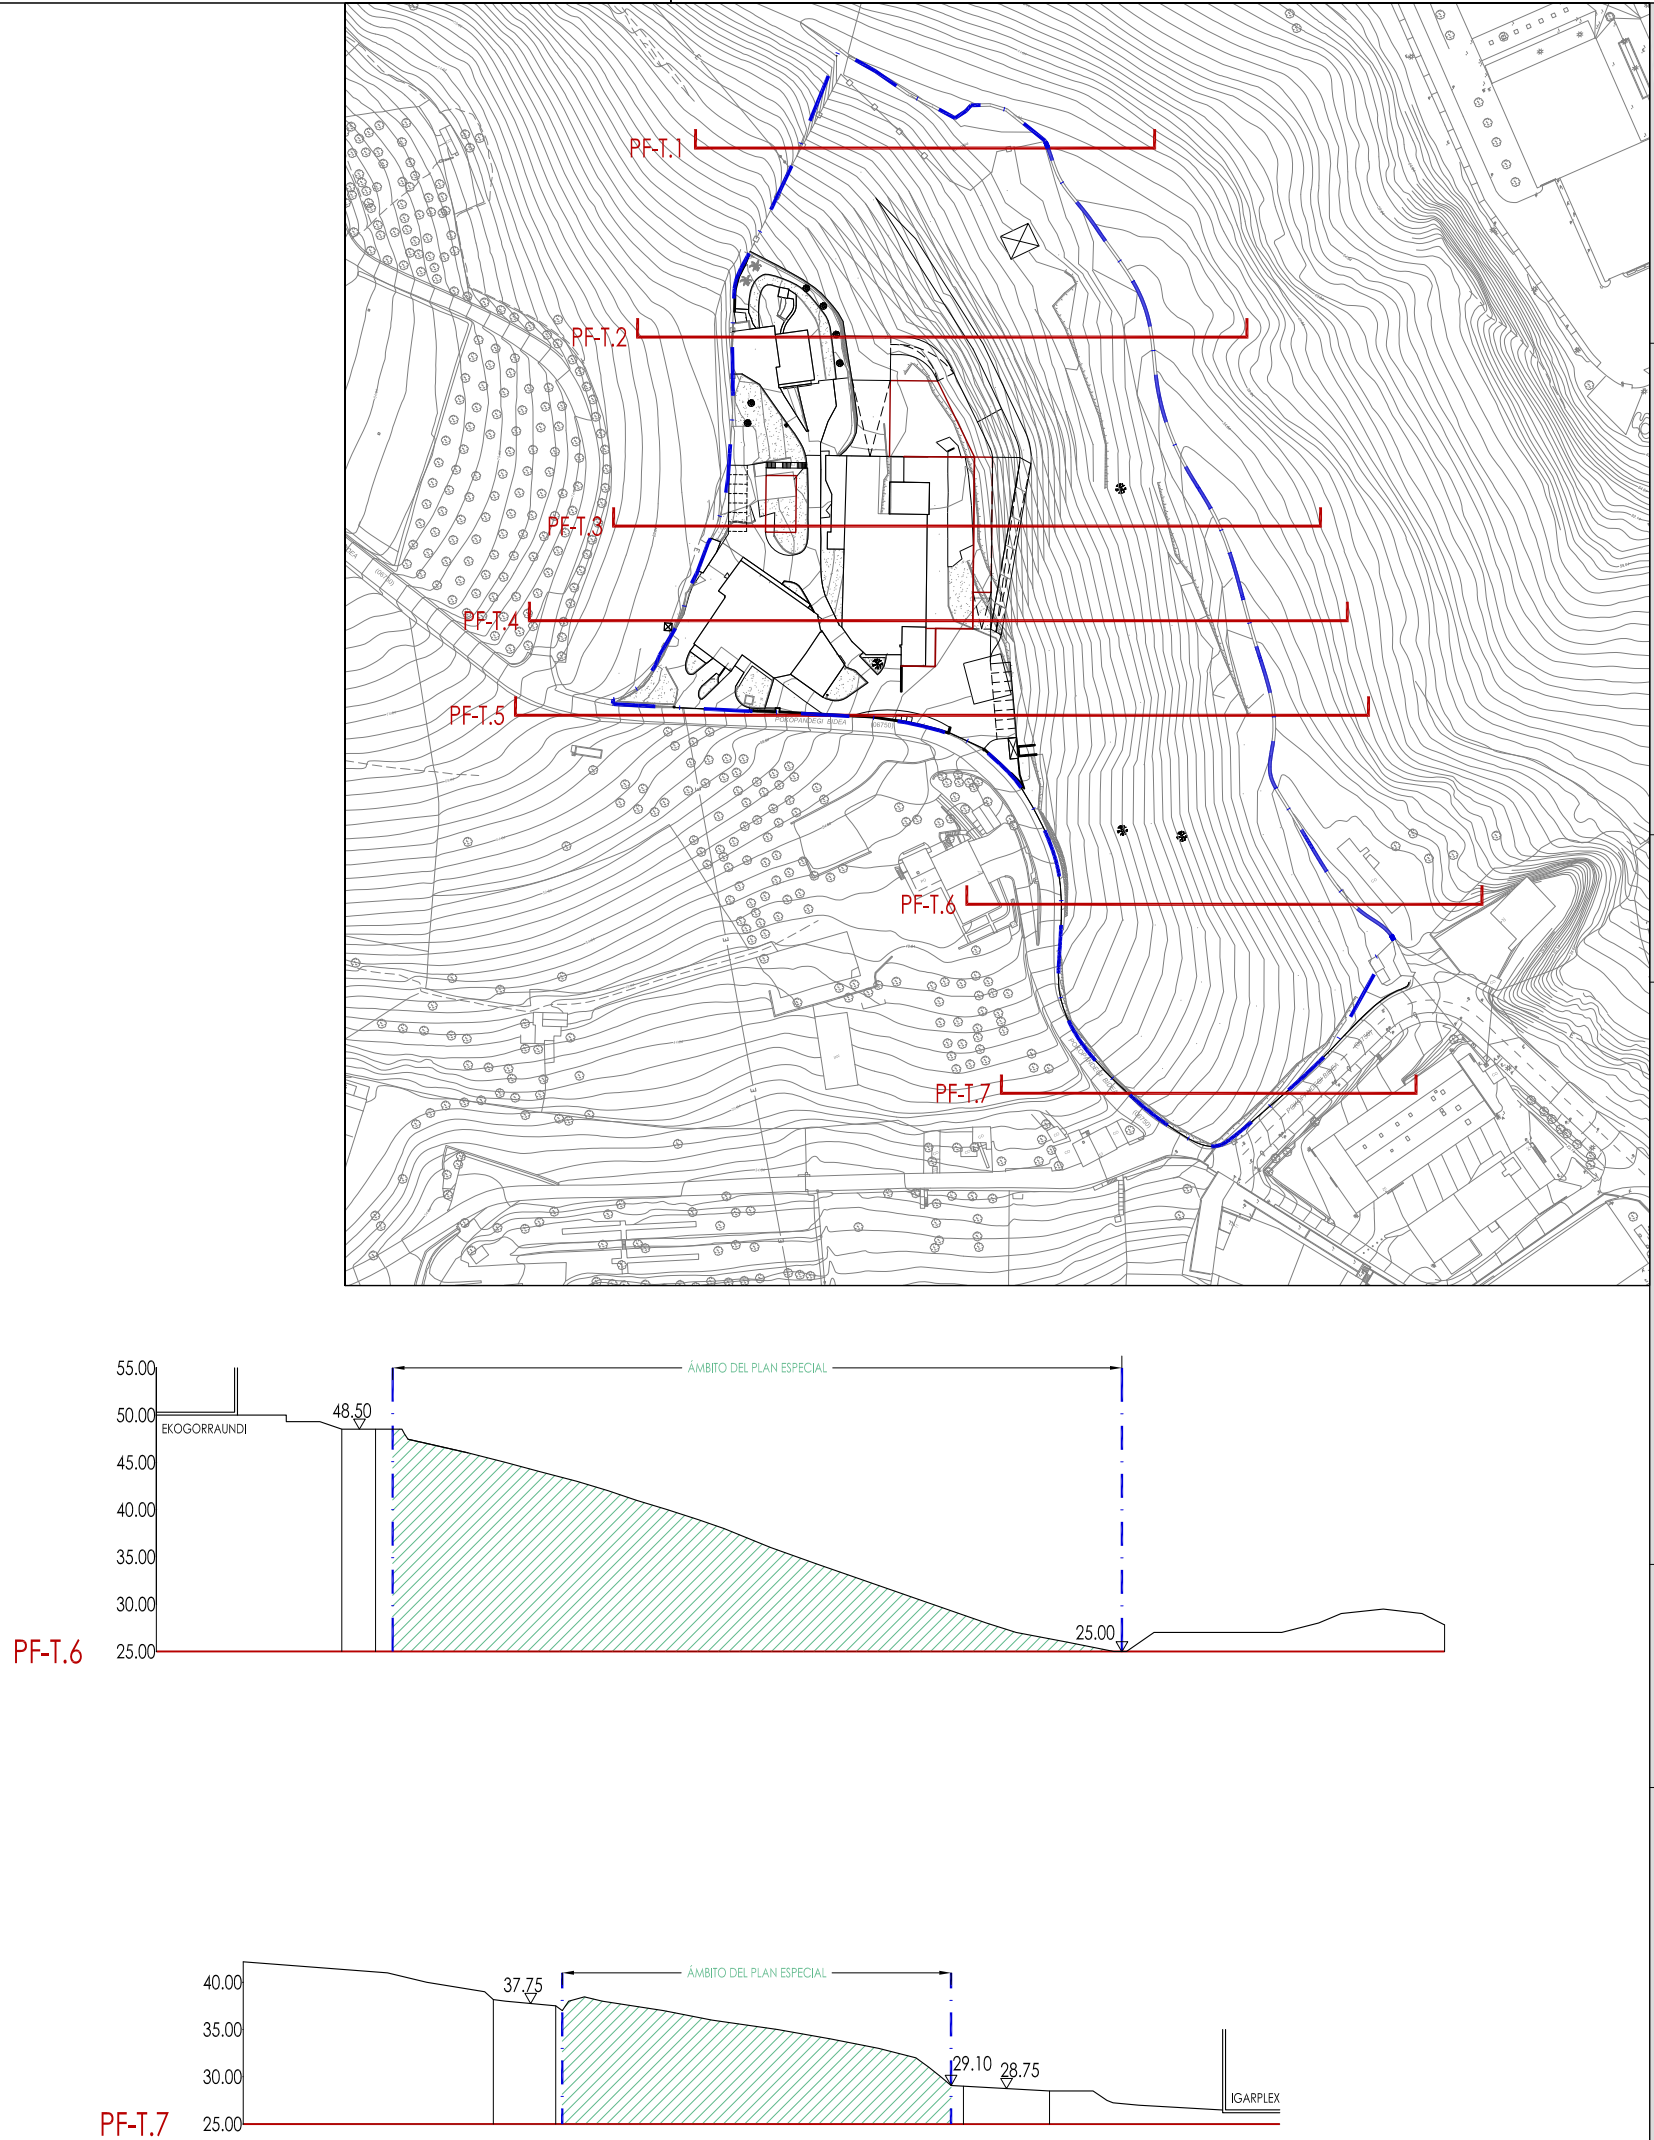 PF-T.1
PF-T.2
PF-T.3
PF-T.4
PF-T.5
POKOPANDEGI BIDEA
PF-T.6
PF-T.7
55.00
50.00
45.00
40.00
35.00
30.00
25.00
ÁMBITO DEL PLAN ESPECIAL
EKOGORRAUNDI
48.50
25.00
PF-T.6
40.00
35.00
30.00
25.00
ÁMBITO DEL PLAN ESPECIAL
37.75
29.10 28.75
IGARPLEX
PF-T.7